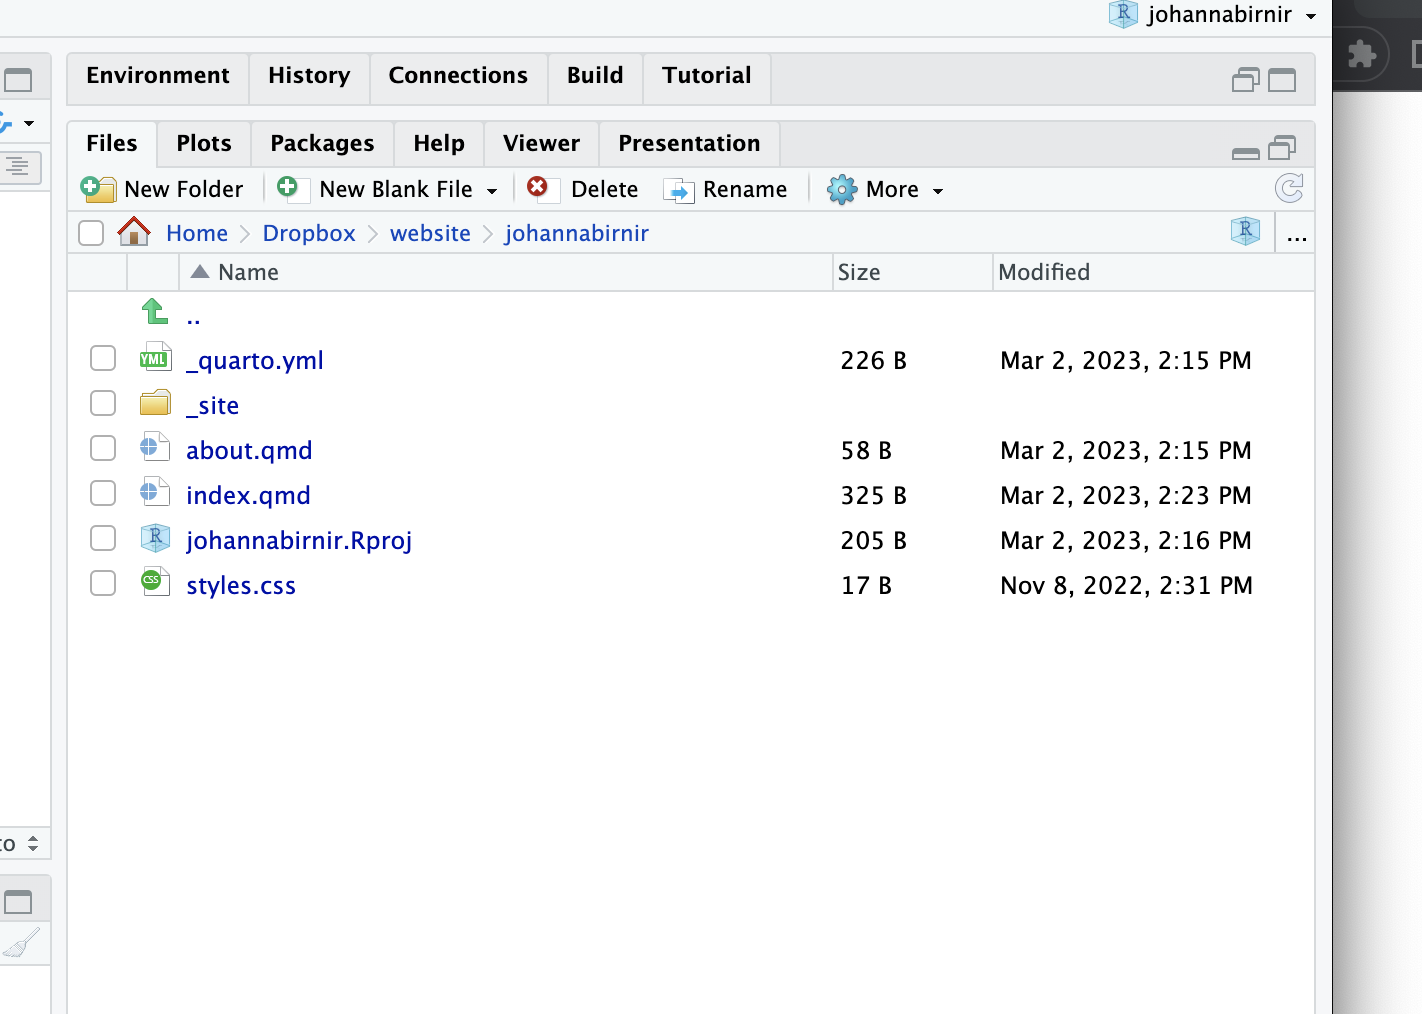 johannabirnir
Environment History Connections Build Tutorial
Files Plots Packages Help Viewer Presentation
New Folder New Blank File Delete Rename More
Home Dropbox website johannabirnir R ...
Name Size Modified
..
YML _quarto.yml 226 B Mar 2, 2023, 2:15 PM
_site
about.qmd 58 B Mar 2, 2023, 2:15 PM
index.qmd 325 B Mar 2, 2023, 2:23 PM
R johannabirnir.Rproj 205 B Mar 2, 2023, 2:16 PM
CSS styles.css 17 B Nov 8, 2022, 2:31 PM